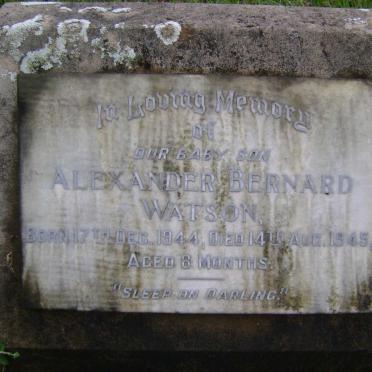 In Loving Memory
of
OUR BABY SON
ALEXANDER BERNARD
WATSON,
BORN 17TH DEC. 1944, DIED 14TH AUG. 1945,
AGED 8 MONTHS.
"SLEEP ON DARLING."